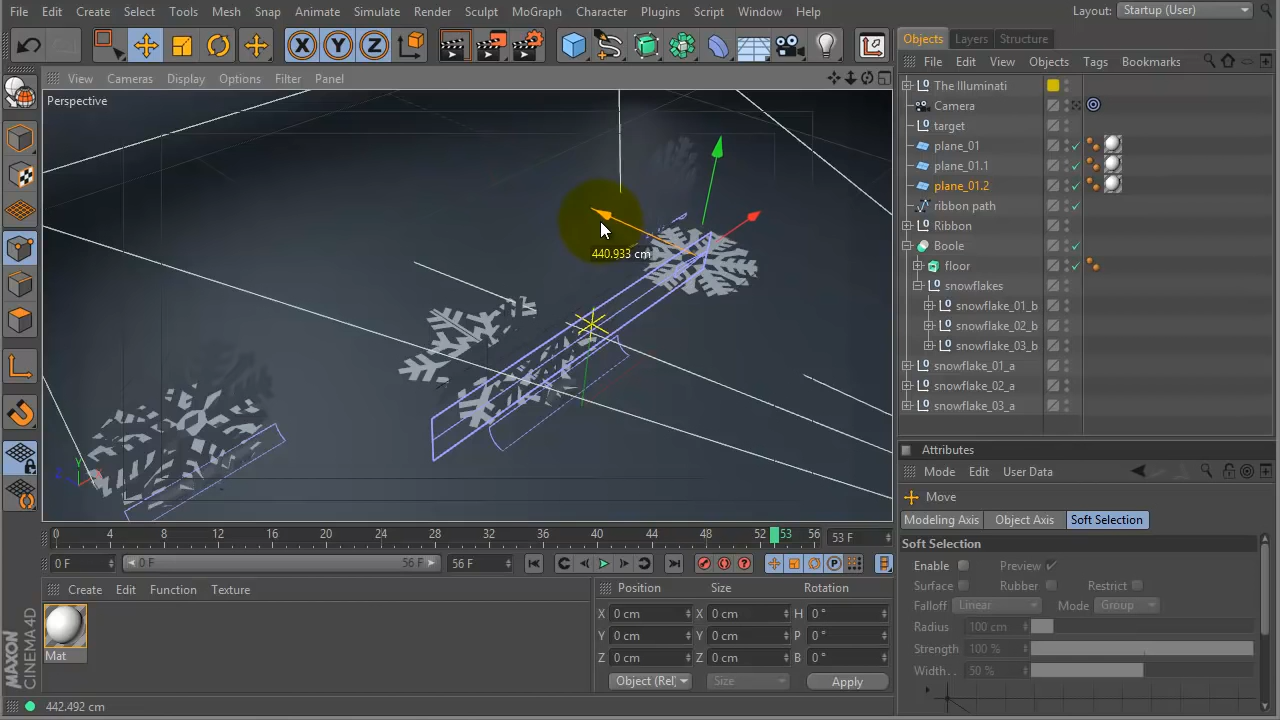 File Edit Create Select Tools Mesh Snap Animate Simulate Render Sculpt MoGraph Character Plugins Script Window Help
Layout: Startup (User)
Objects Layers Structure
View Cameras Display Options Filter Panel
File Edit View Objects Tags Bookmarks
Perspective
440.933 cm
The Illuminati
Camera
target
plane_01
plane_01.1
plane_01.2
ribbon path
Ribbon
Boole
floor
snowflakes
snowflake_01_b
snowflake_02_b
snowflake_03_b
snowflake_01_a
snowflake_02_a
snowflake_03_a
Attributes
Mode Edit User Data
Move
Modeling Axis Object Axis Soft Selection
Soft Selection
Enable Preview
Surface Rubber Restrict
Falloff Linear Mode Group
Radius 100 cm
Strength 100 %
Width.. 50 %
0 4 8 12 16 20 24 28 32 36 40 44 48 52 53 56 53 F
0 F 0 F 56 F 56 F
Create Edit Function Texture
Mat
Position Size Rotation
X 0 cm X 0 cm H 0 °
Y 0 cm Y 0 cm P 0 °
Z 0 cm Z 0 cm B 0 °
Object (Rel) Size Apply
MAXON
CINEMA 4D
442.492 cm